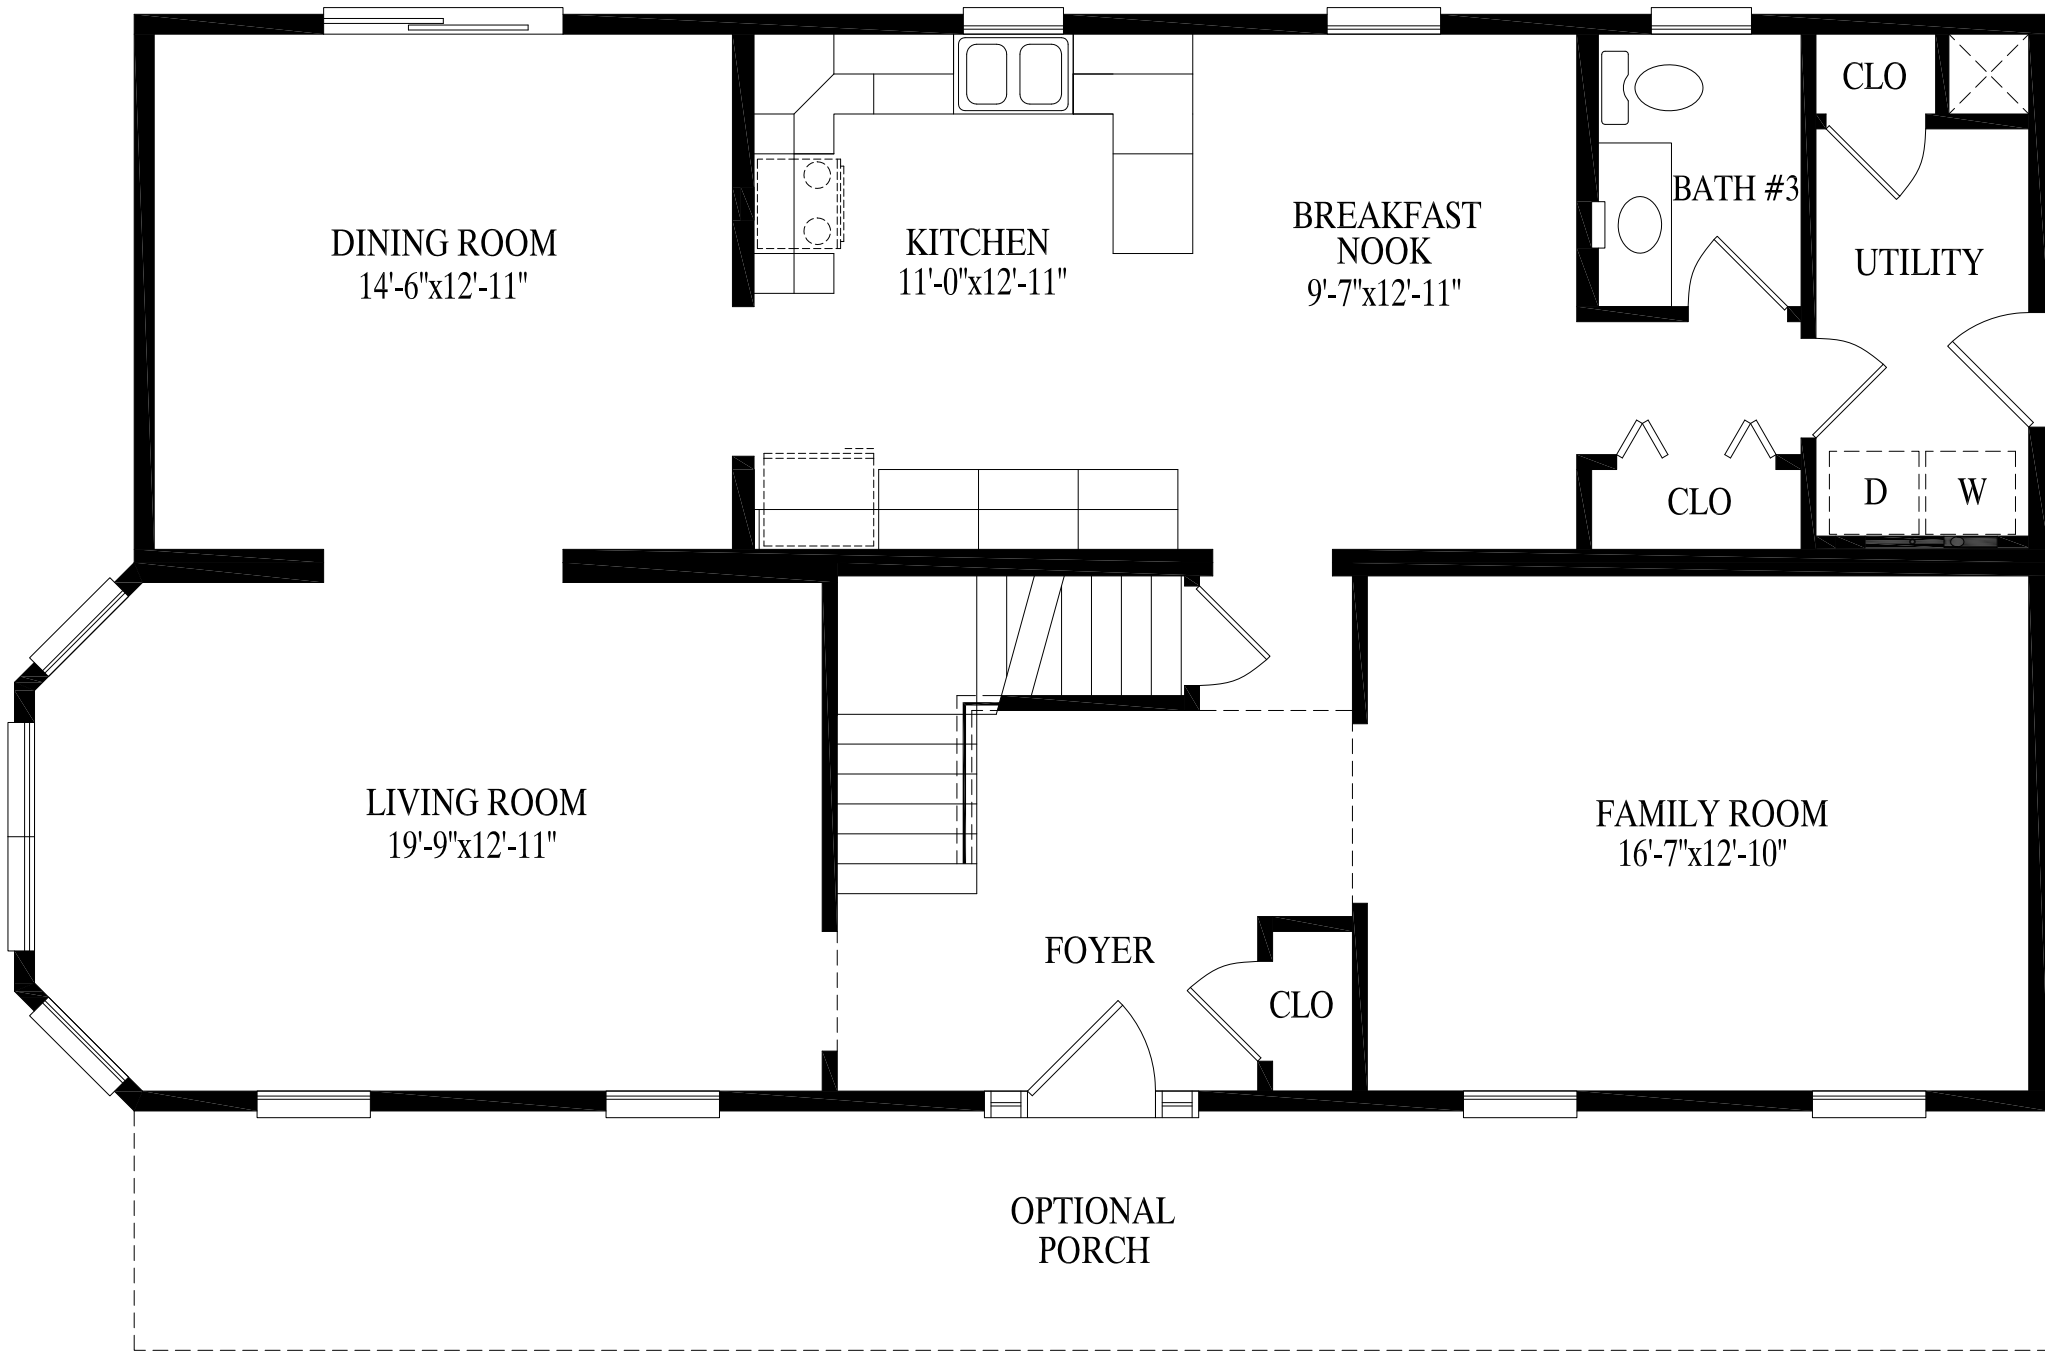 CLO
BATH #3
DINING ROOM
14'-6"x12'-11"
KITCHEN
11'-0"x12'-11"
BREAKFAST
NOOK
9'-7"x12'-11"
UTILITY
CLO
D
W
LIVING ROOM
19'-9"x12'-11"
FAMILY ROOM
16'-7"x12'-10"
FOYER
CLO
OPTIONAL
PORCH